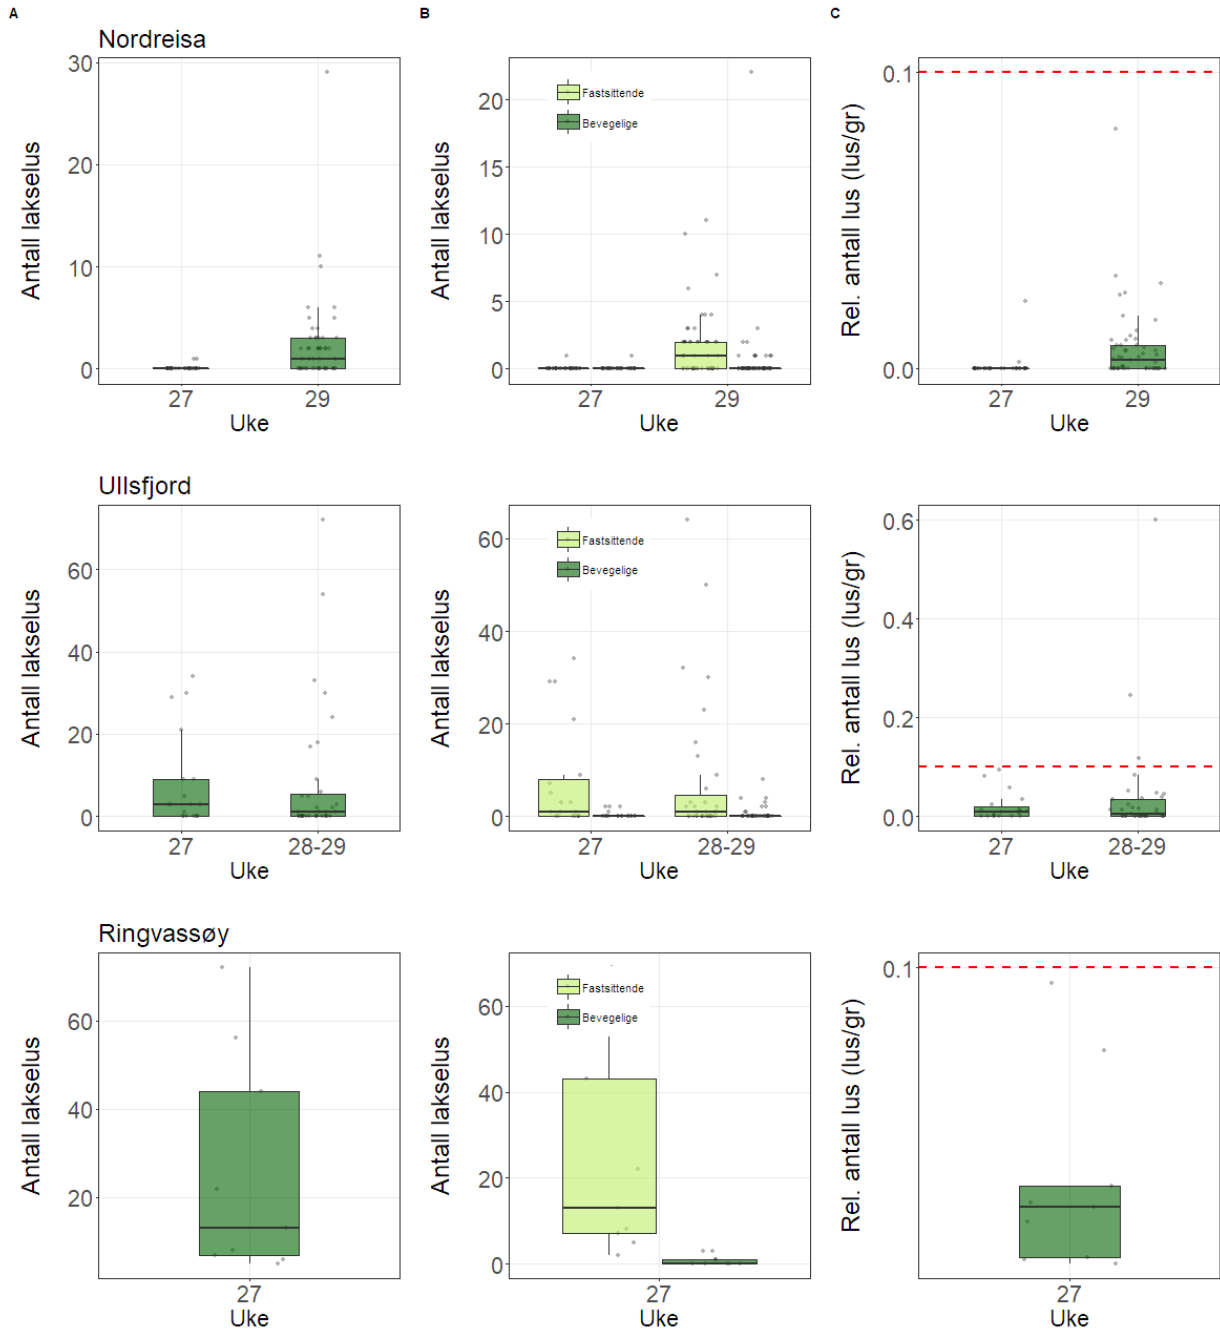 A
B
C
Nordreisa
30
20
10
0
Antall lakselus
27
29
Uke
20
15
10
5
0
Antall lakselus
Fastsittende
Bevegelige
27
29
Uke
0.1
0.0
Rel. antall lus (lus/gr)
27
29
Uke
Ullsfjord
60
40
20
0
Antall lakselus
27
28-29
Uke
60
40
20
0
Antall lakselus
Fastsittende
Bevegelige
27
28-29
Uke
0.6
0.4
0.2
0.0
Rel. antall lus (lus/gr)
27
28-29
Uke
Ringvassøy
60
40
20
Antall lakselus
27
Uke
60
40
20
0
Antall lakselus
Fastsittende
Bevegelige
27
Uke
0.1
Rel. antall lus (lus/gr)
27
Uke